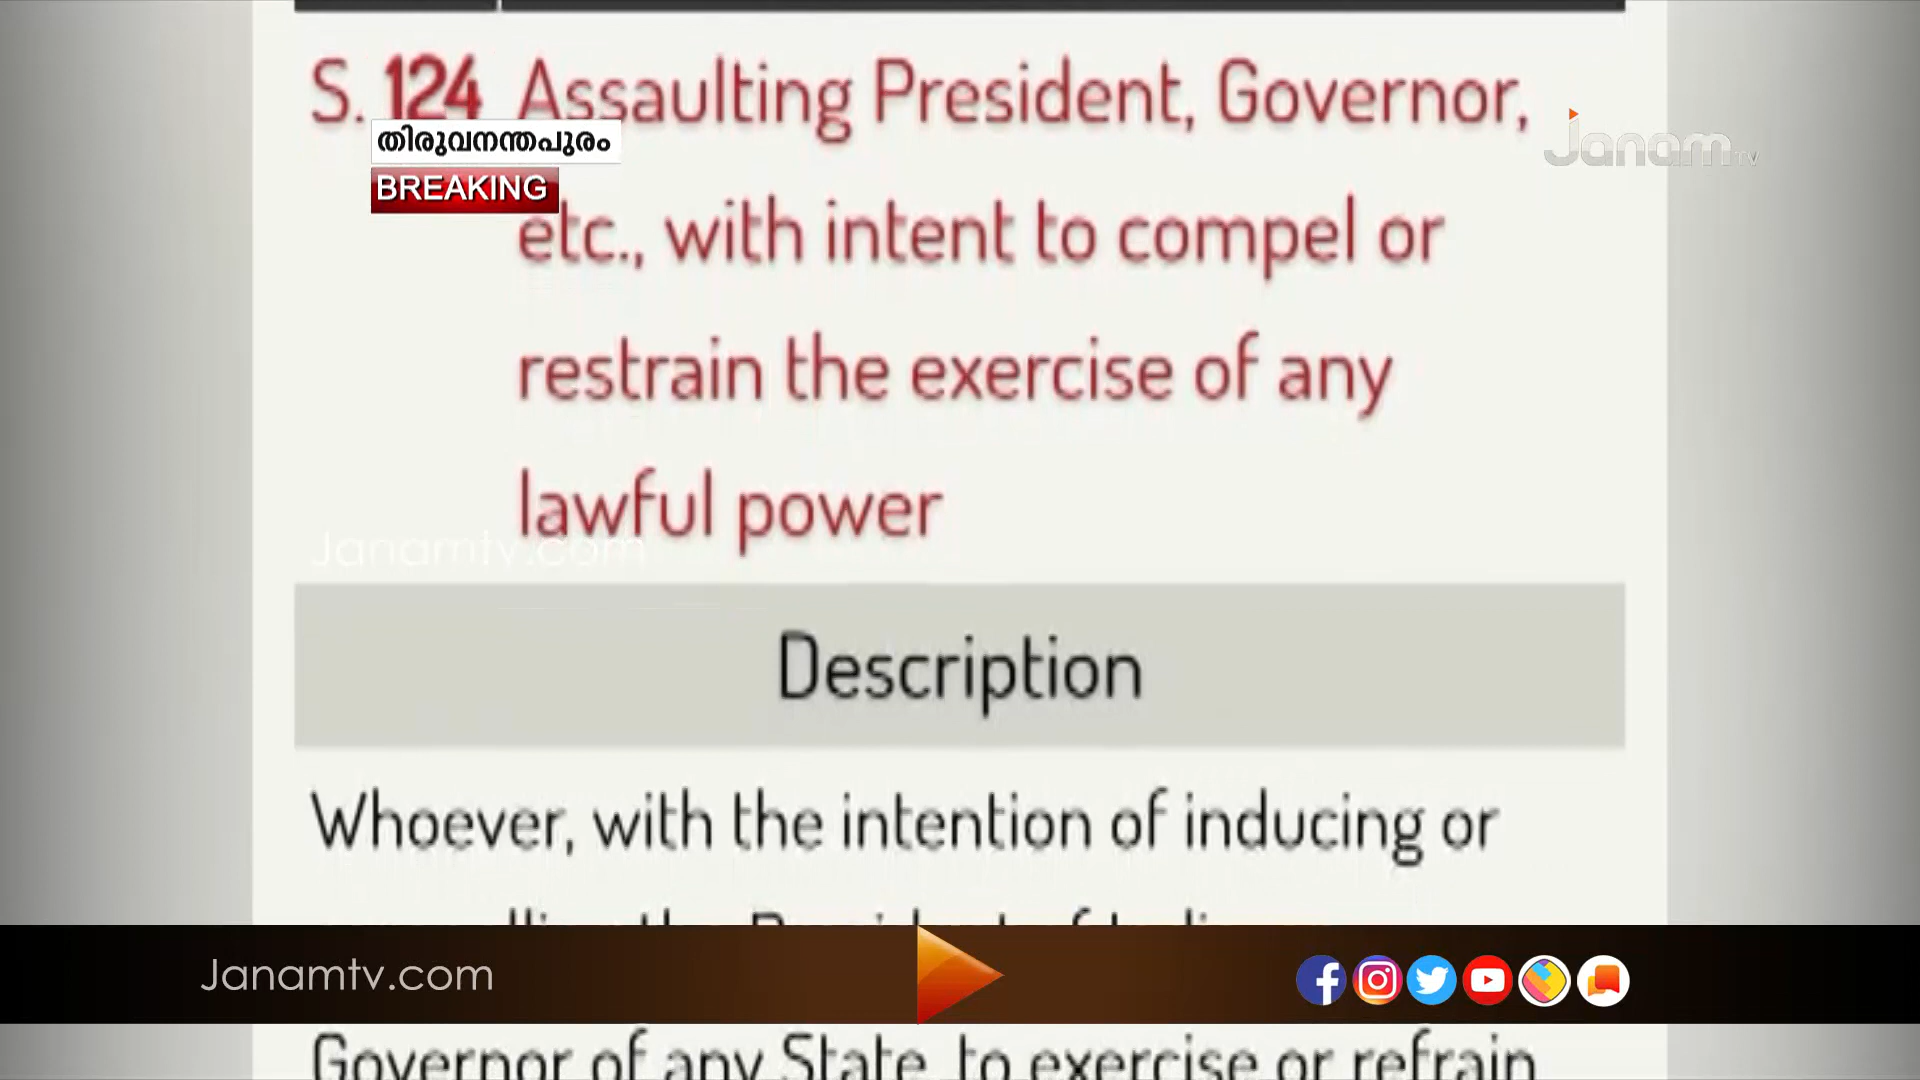 S. 124 Assaulting President, Governor,
തിരുവനന്തപുരം
Janam TV
BREAKING
etc., with intent to compel or
restrain the exercise of any
lawful power
Janamtv.com
Description
Whoever, with the intention of inducing or
Janamtv.com
Governor of any State, to exercise or refrain